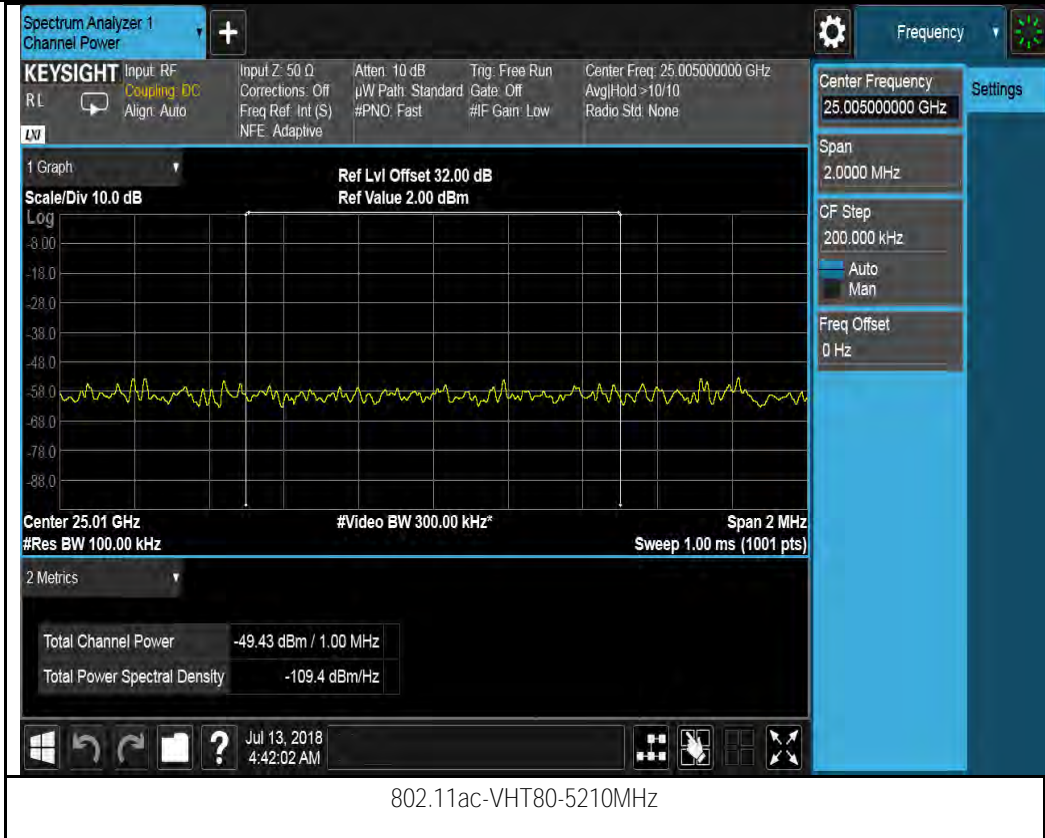 Spectrum Analyzer 1
Channel Power
+
Frequency
KEYSIGHT
R L
LXI
Input: RF
Coupling: DC
Align: Auto
Input Z: 50 Ω
Corrections: Off
Freq Ref: Int (S)
NFE: Adaptive
Atten: 10 dB
µW Path: Standard
#PNO: Fast
Trig: Free Run
Gate: Off
#IF Gain: Low
Center Freq: 25.005000000 GHz
Avg|Hold:>10/10
Radio Std: None
Center Frequency
25.005000000 GHz
Settings
Span
2.0000 MHz
CF Step
200.000 kHz
Auto
Man
Freq Offset
0 Hz
1 Graph
Scale/Div 10.0 dB
Ref Lvl Offset 32.00 dB
Ref Value 2.00 dBm
Log
-8.00
-18.0
-28.0
-38.0
-48.0
-58.0
-68.0
-78.0
-88.0
Center 25.01 GHz
#Video BW 300.00 kHz*
Span 2 MHz
#Res BW 100.00 kHz
Sweep 1.00 ms (1001 pts)
2 Metrics
Total Channel Power -49.43 dBm / 1.00 MHz
Total Power Spectral Density -109.4 dBm/Hz
?
Jul 13, 2018
4:42:02 AM
802.11ac-VHT80-5210MHz